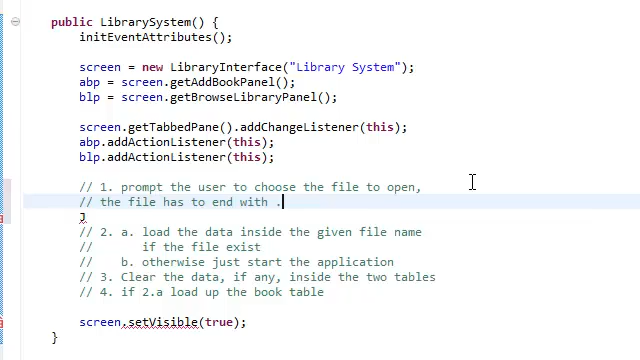 public LibrarySystem() {
initEventAttributes();
screen = new LibraryInterface("Library System");
abp = screen.getAddBookPanel();
blp = screen.getBrowseLibraryPanel();
screen.getTabbedPane().addChangeListener(this);
abp.addActionListener(this);
blp.addActionListener(this);
// 1. prompt the user to choose the file to open,
// the file has to end with .
J
// 2. a. load the data inside the given file name
//       if the file exist
//    b. otherwise just start the application
// 3. Clear the data, if any, inside the two tables
// 4. if 2.a load up the book table
screen.setVisible(true);
}